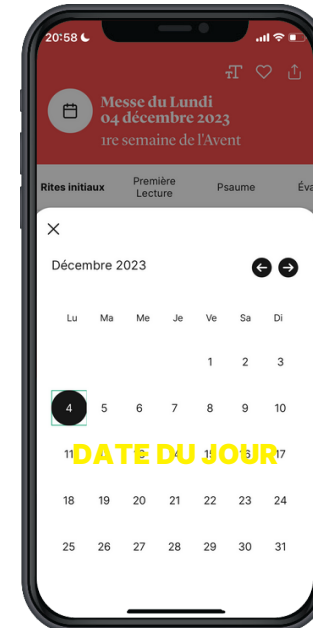 20:58
тT
Messe du Lundi
04 décembre 2023
1re semaine de l'Avent
Rites initiaux Première Lecture Psaume Éva
Décembre 2023
Lu Ma Me Je Ve Sa Di
1 2 3
4 5 6 7 8 9 10
11 DATE DU JOUR 17
18 19 20 21 22 23 24
25 26 27 28 29 30 31